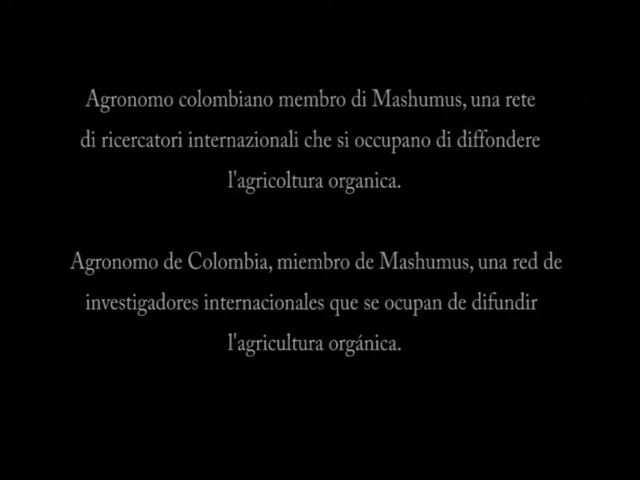 Agronomo colombiano membro di Mashumus, una rete
di ricercatori internazionali che si occupano di diffondere
l'agricoltura organica.
Agronomo de Colombia, miembro de Mashumus, una red de
investigadores internacionales que se ocupan de difundir
l'agricultura orgánica.